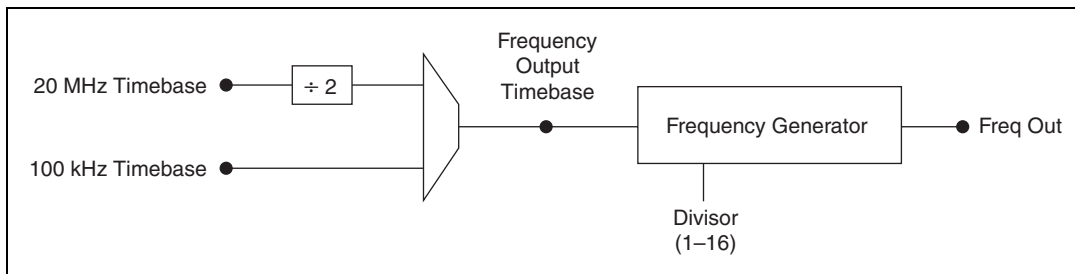 Frequency
Output
Timebase
20 MHz Timebase
÷ 2
Frequency Generator
Freq Out
100 kHz Timebase
Divisor
(1–16)